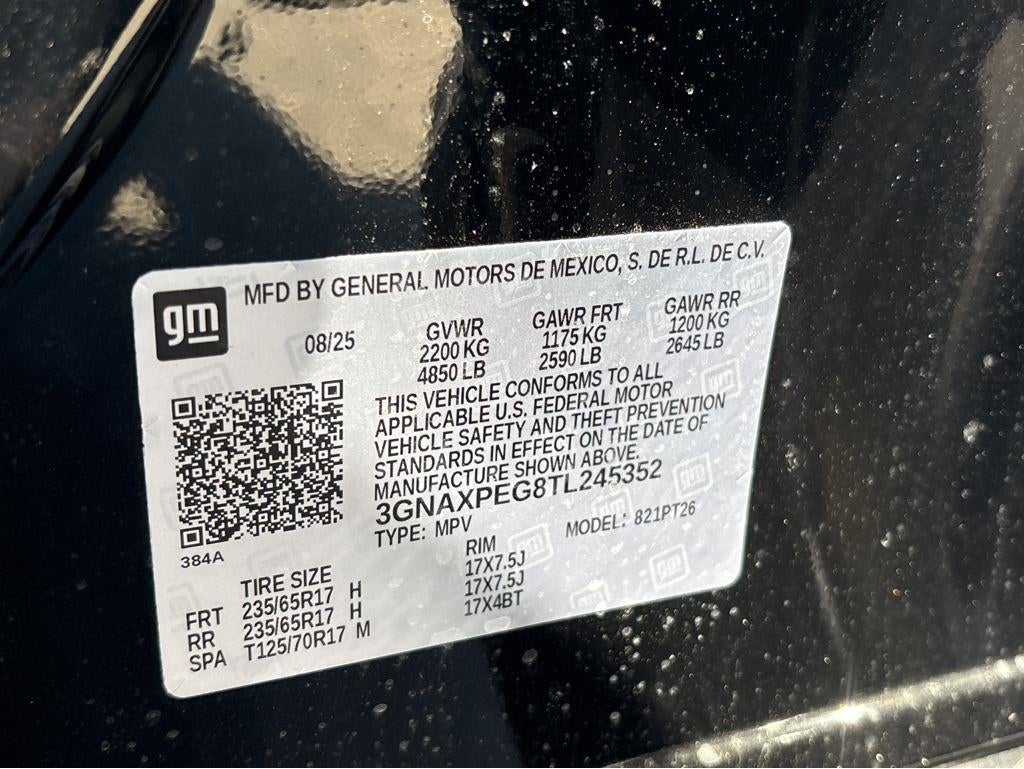 gm
MFD BY GENERAL MOTORS DE MEXICO, S. DE R.L. DE C.V.
08/25
GVWR
2200 KG
4850 LB
GAWR FRT
1175 KG
2590 LB
GAWR RR
1200 KG
2645 LB
THIS VEHICLE CONFORMS TO ALL
APPLICABLE U.S. FEDERAL MOTOR
VEHICLE SAFETY AND THEFT PREVENTION
STANDARDS IN EFFECT ON THE DATE OF
MANUFACTURE SHOWN ABOVE.
3GNAXPEG8TL245352
TYPE: MPV MODEL: 821PT26
384A
TIRE SIZE RIM
FRT 235/65R17 H 17X7.5J
RR 235/65R17 H 17X7.5J
SPA T125/70R17 M 17X4BT